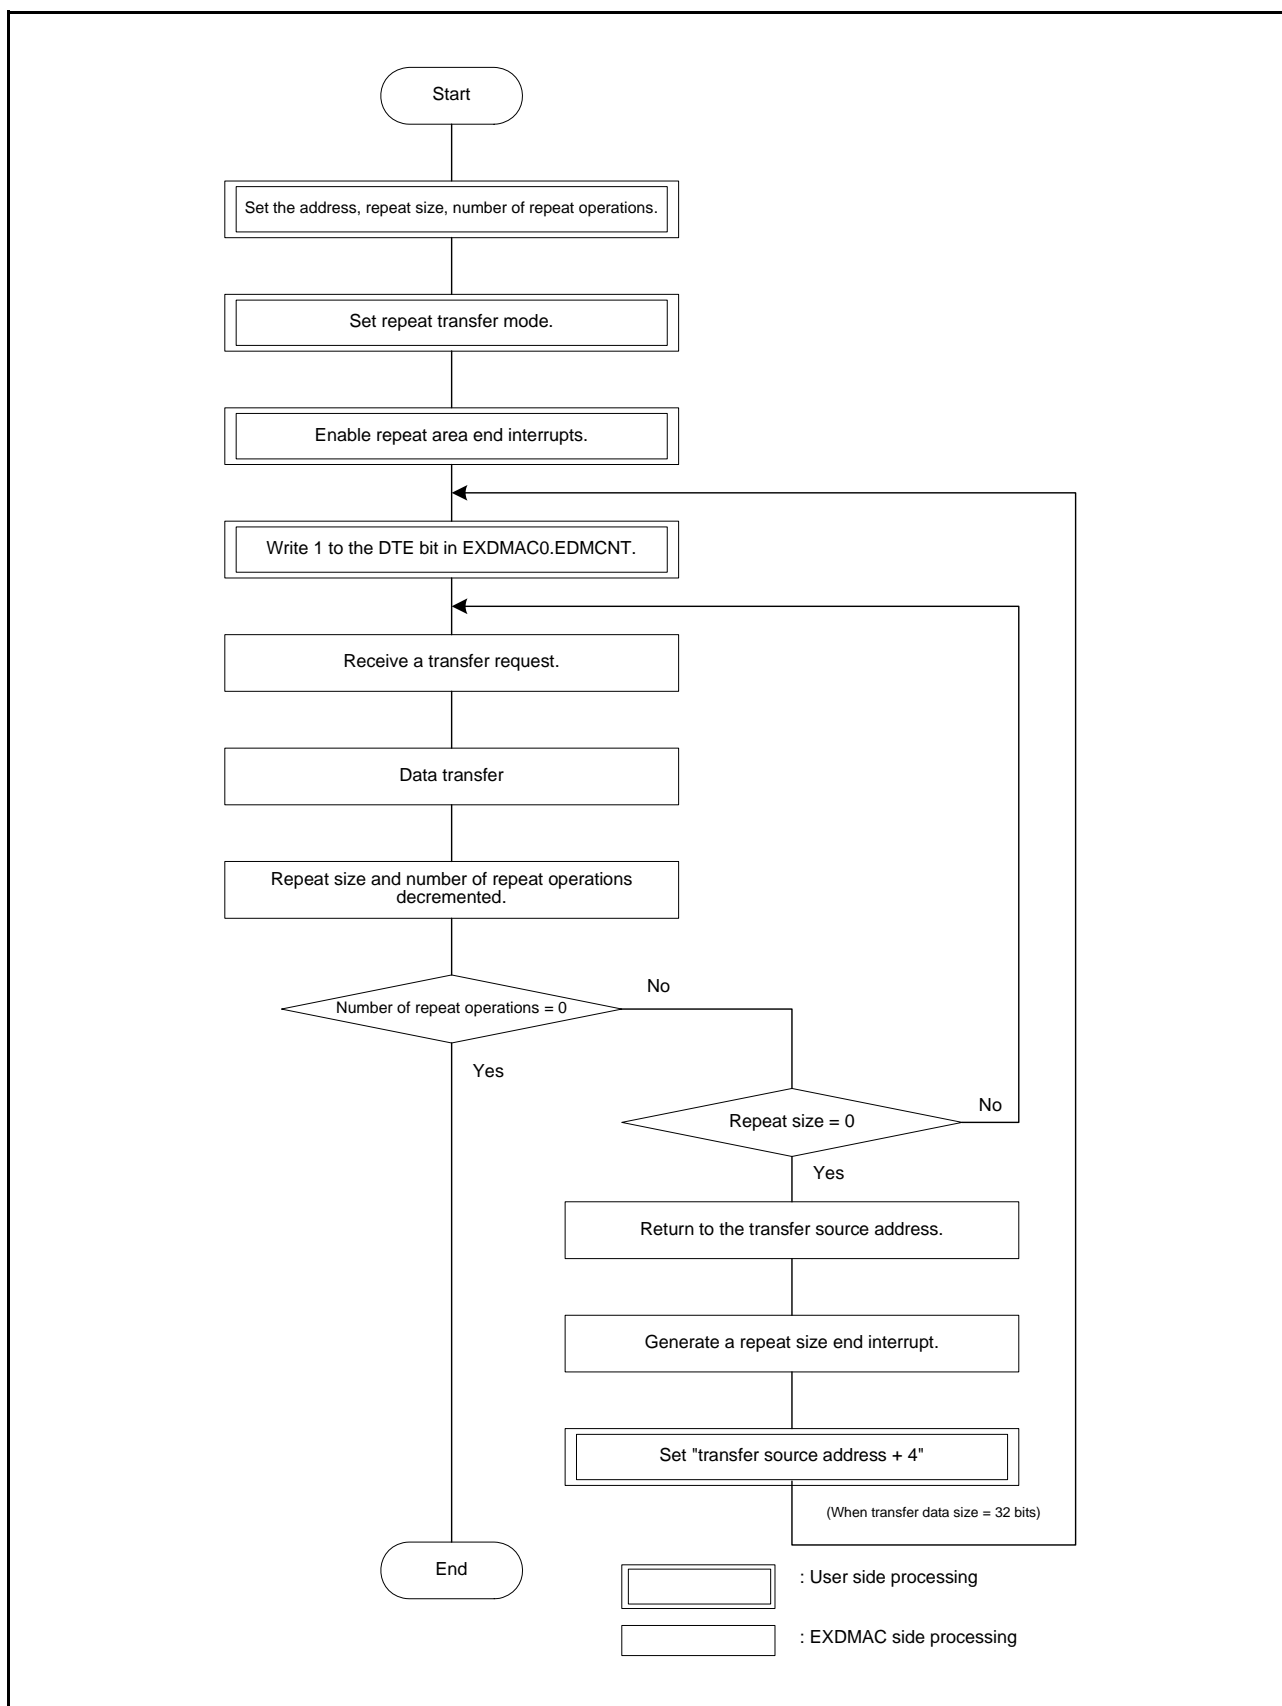 Start
Set the address, repeat size, number of repeat operations.
Set repeat transfer mode.
Enable repeat area end interrupts.
Write 1 to the DTE bit in EXDMAC0.EDMCNT.
Receive a transfer request.
Data transfer
Repeat size and number of repeat operations
decremented.
No
Number of repeat operations = 0
Yes
No
Repeat size = 0
Yes
Return to the transfer source address.
Generate a repeat size end interrupt.
Set "transfer source address + 4"
(When transfer data size = 32 bits)
End
: User side processing
: EXDMAC side processing